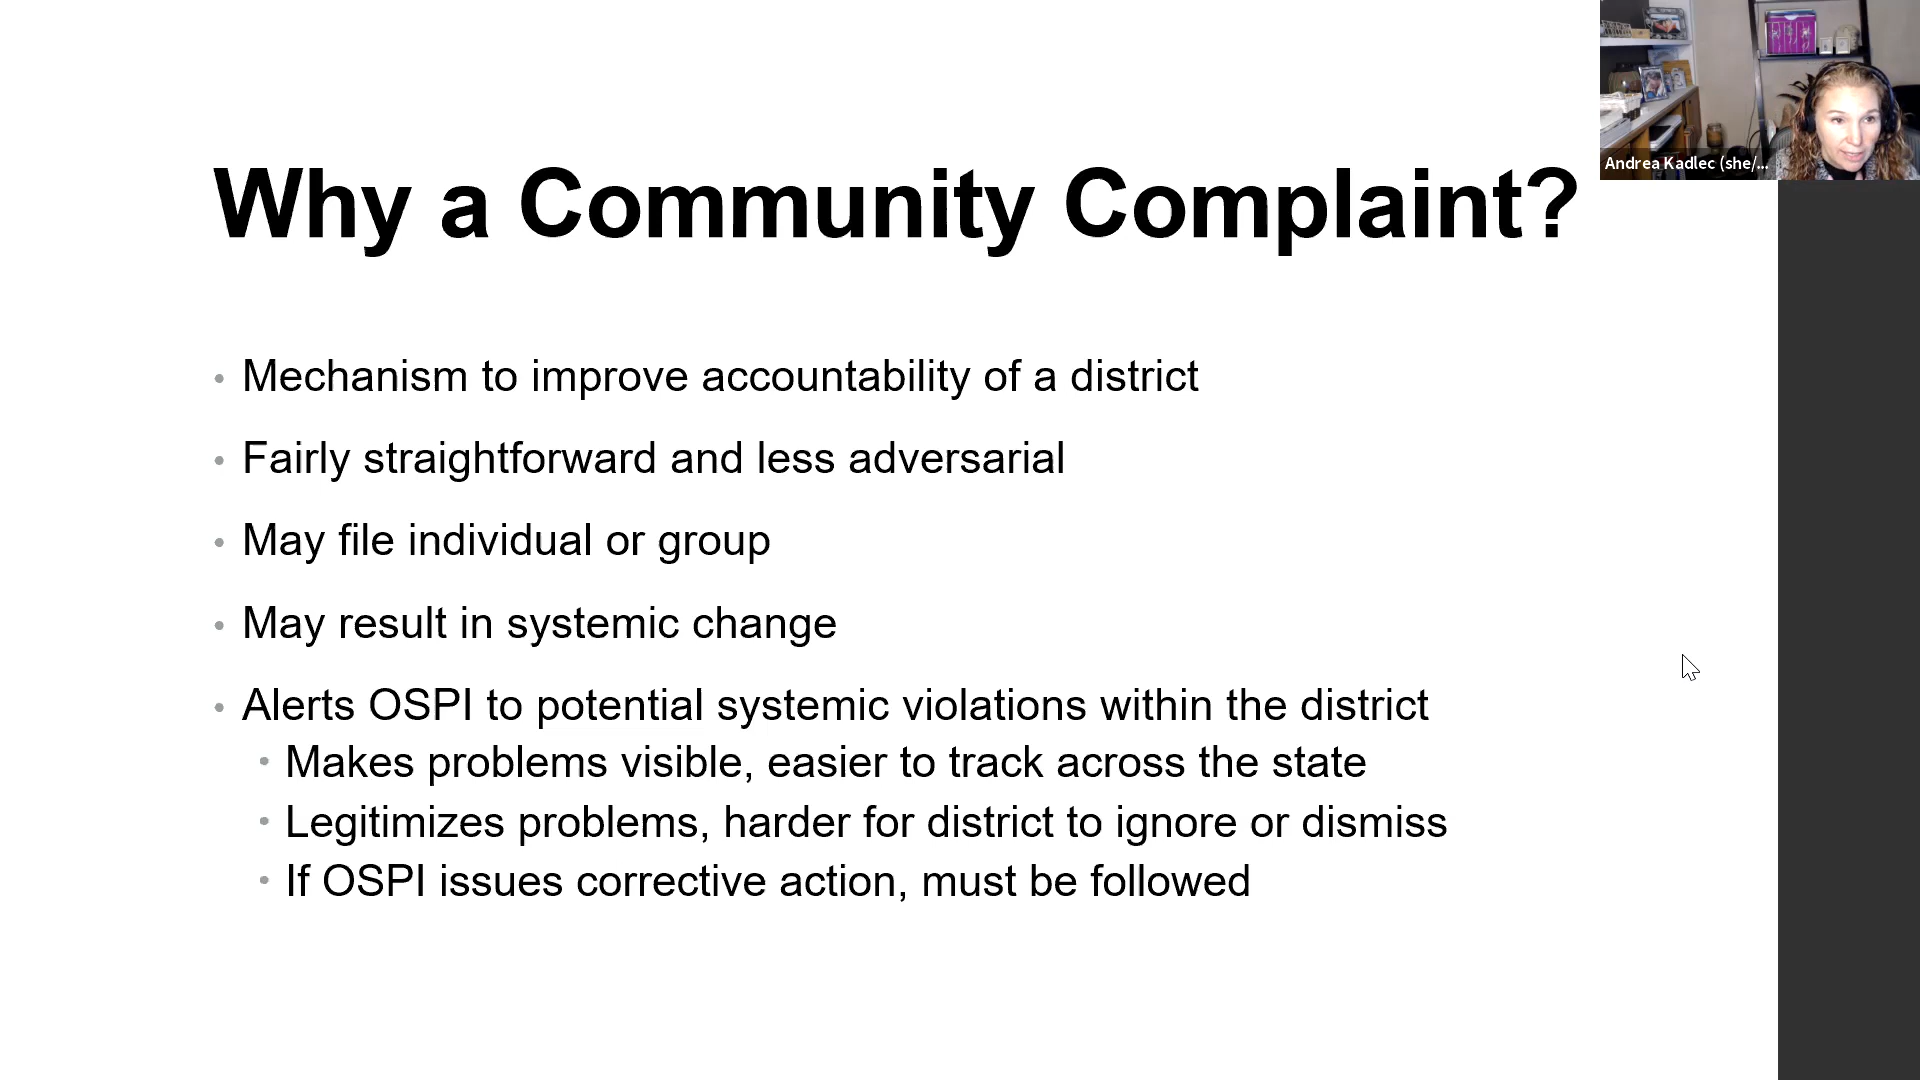 Why a Community Complaint?
Andrea Kadlec (she/...
• Mechanism to improve accountability of a district
• Fairly straightforward and less adversarial
• May file individual or group
• May result in systemic change
• Alerts OSPI to potential systemic violations within the district
• Makes problems visible, easier to track across the state
• Legitimizes problems, harder for district to ignore or dismiss
• If OSPI issues corrective action, must be followed